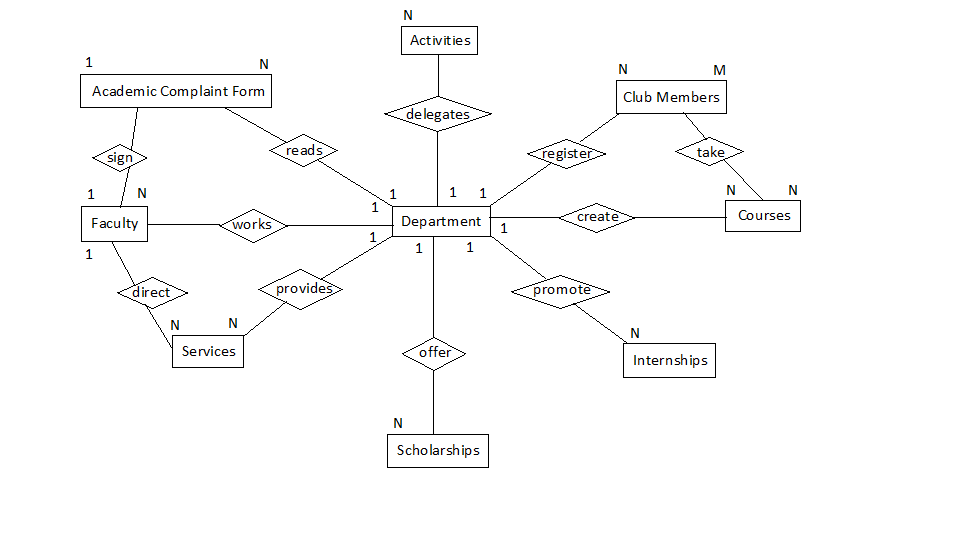 N
Activities
1
N
Academic Complaint Form
N
M
Club Members
delegates
sign
reads
register
take
1
N
1
1
1
1
N
N
Faculty
works
Department
create
Courses
1
1
1
1
1
direct
provides
promote
N
N
N
Services
offer
Internships
N
Scholarships